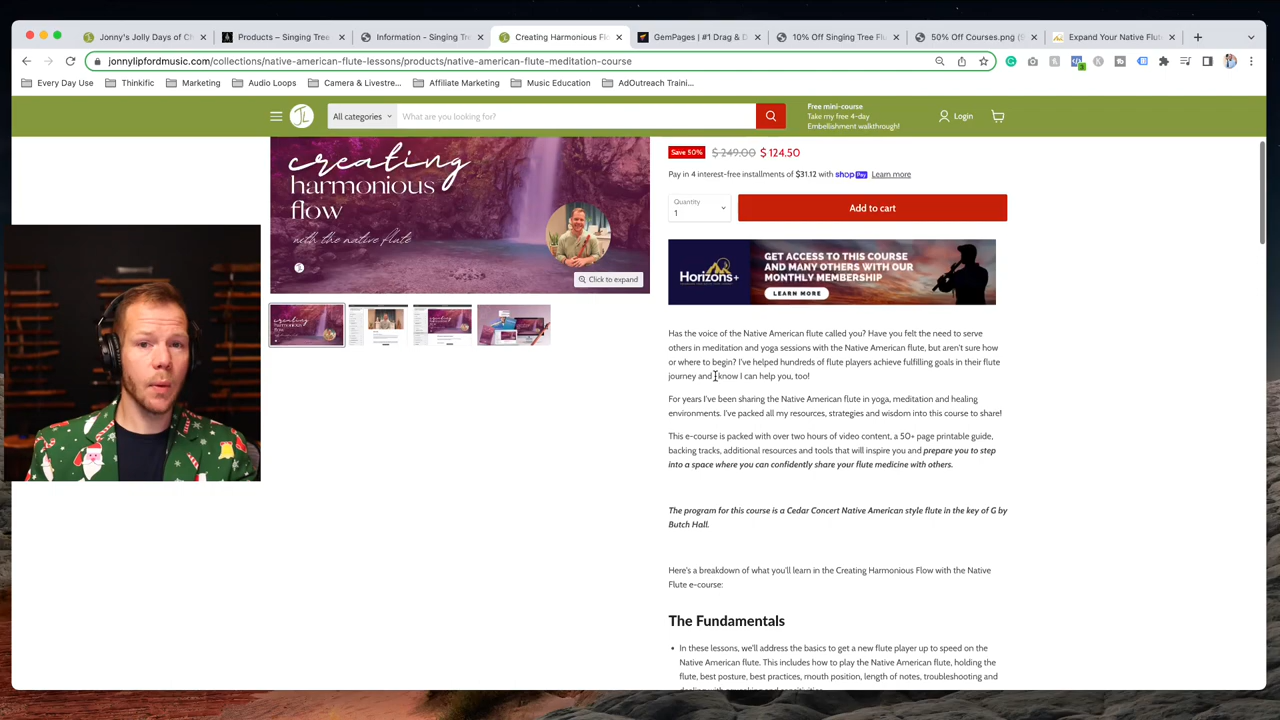 Jonny's Jolly Days of Ch
Products – Singing Tree
Information - Singing Tre
Creating Harmonious Flo
GemPages | #1 Drag & D
10% Off Singing Tree Flu
50% Off Courses.png (5
Expand Your Native Flute
jonnylipfordmusic.com/collections/native-american-flute-lessons/products/native-american-flute-meditation-course
Every Day Use
Thinkific
Marketing
Audio Loops
Camera & Livestre...
Affiliate Marketing
Music Education
AdOutreach Traini...
JL
All categories
What are you looking for?
Free mini-course
Take my free 4-day
Embellishment walkthrough!
Login
creating
harmonious
flow
with the native flute
Click to expand
Save 50% $ 249.00 $ 124.50
Pay in 4 interest-free installments of $31.12 with shop Pay Learn more
Quantity
1
Add to cart
Horizons+
GET ACCESS TO THIS COURSE
AND MANY OTHERS WITH OUR
MONTHLY MEMBERSHIP
LEARN MORE
Has the voice of the Native American flute called you? Have you felt the need to serve
others in meditation and yoga sessions with the Native American flute, but aren't sure how
or where to begin? I've helped hundreds of flute players achieve fulfilling goals in their flute
journey and I know I can help you, too!
For years I've been sharing the Native American flute in yoga, meditation and healing
environments. I've packed all my resources, strategies and wisdom into this course to share!
This e-course is packed with over two hours of video content, a 50+ page printable guide,
backing tracks, additional resources and tools that will inspire you and prepare you to step
into a space where you can confidently share your flute medicine with others.
The program for this course is a Cedar Concert Native American style flute in the key of G by
Butch Hall.
Here's a breakdown of what you'll learn in the Creating Harmonious Flow with the Native
Flute e-course:
The Fundamentals
In these lessons, we'll address the basics to get a new flute player up to speed on the
Native American flute. This includes how to play the Native American flute, holding the
flute, best posture, best practices, mouth position, length of notes, troubleshooting and